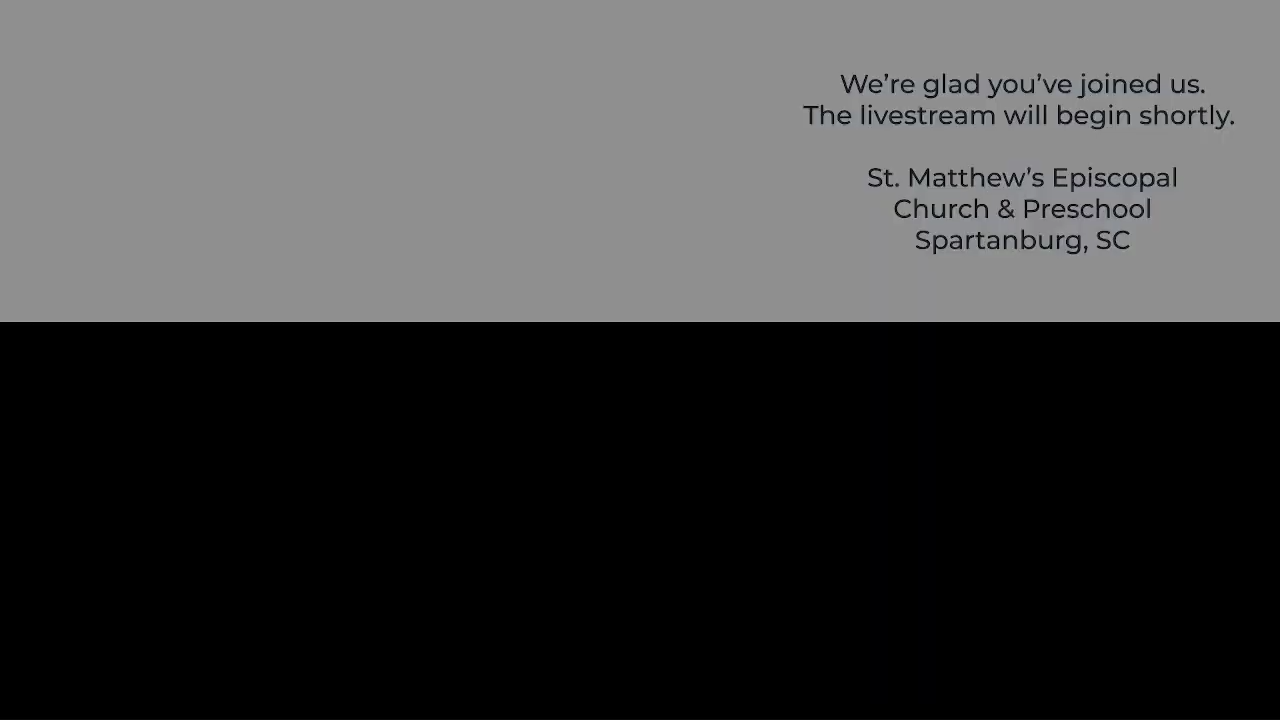 We’re glad you’ve joined us.
The livestream will begin shortly.
St. Matthew’s Episcopal
Church & Preschool
Spartanburg, SC